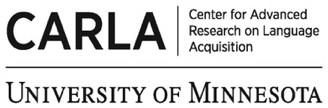 CARLA
Center for Advanced
Research on Language
Acquisition
UNIVERSITY OF MINNESOTA